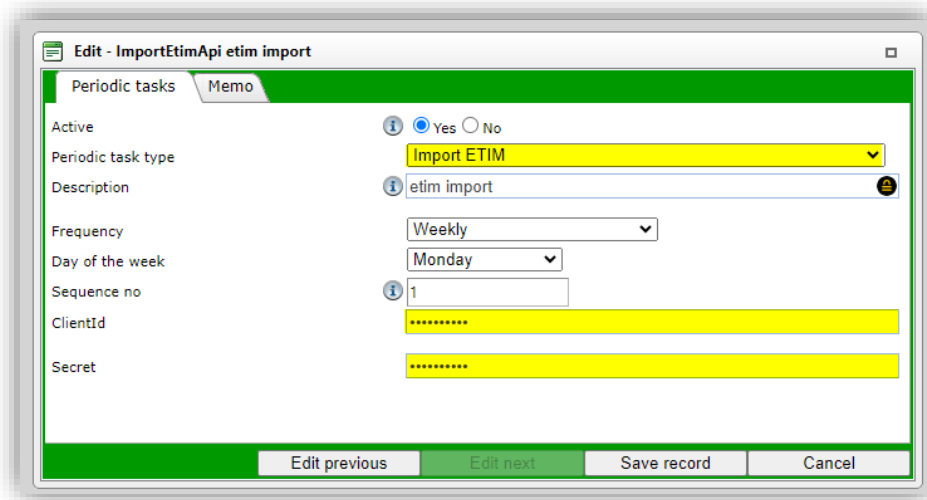 Edit - ImportEtimApi etim import
Periodic tasks Memo
Active Yes No
Periodic task type Import ETIM
Description etim import
Frequency Weekly
Day of the week Monday
Sequence no 1
ClientId ••••••••••
Secret ••••••••••
Edit previous Edit next Save record Cancel